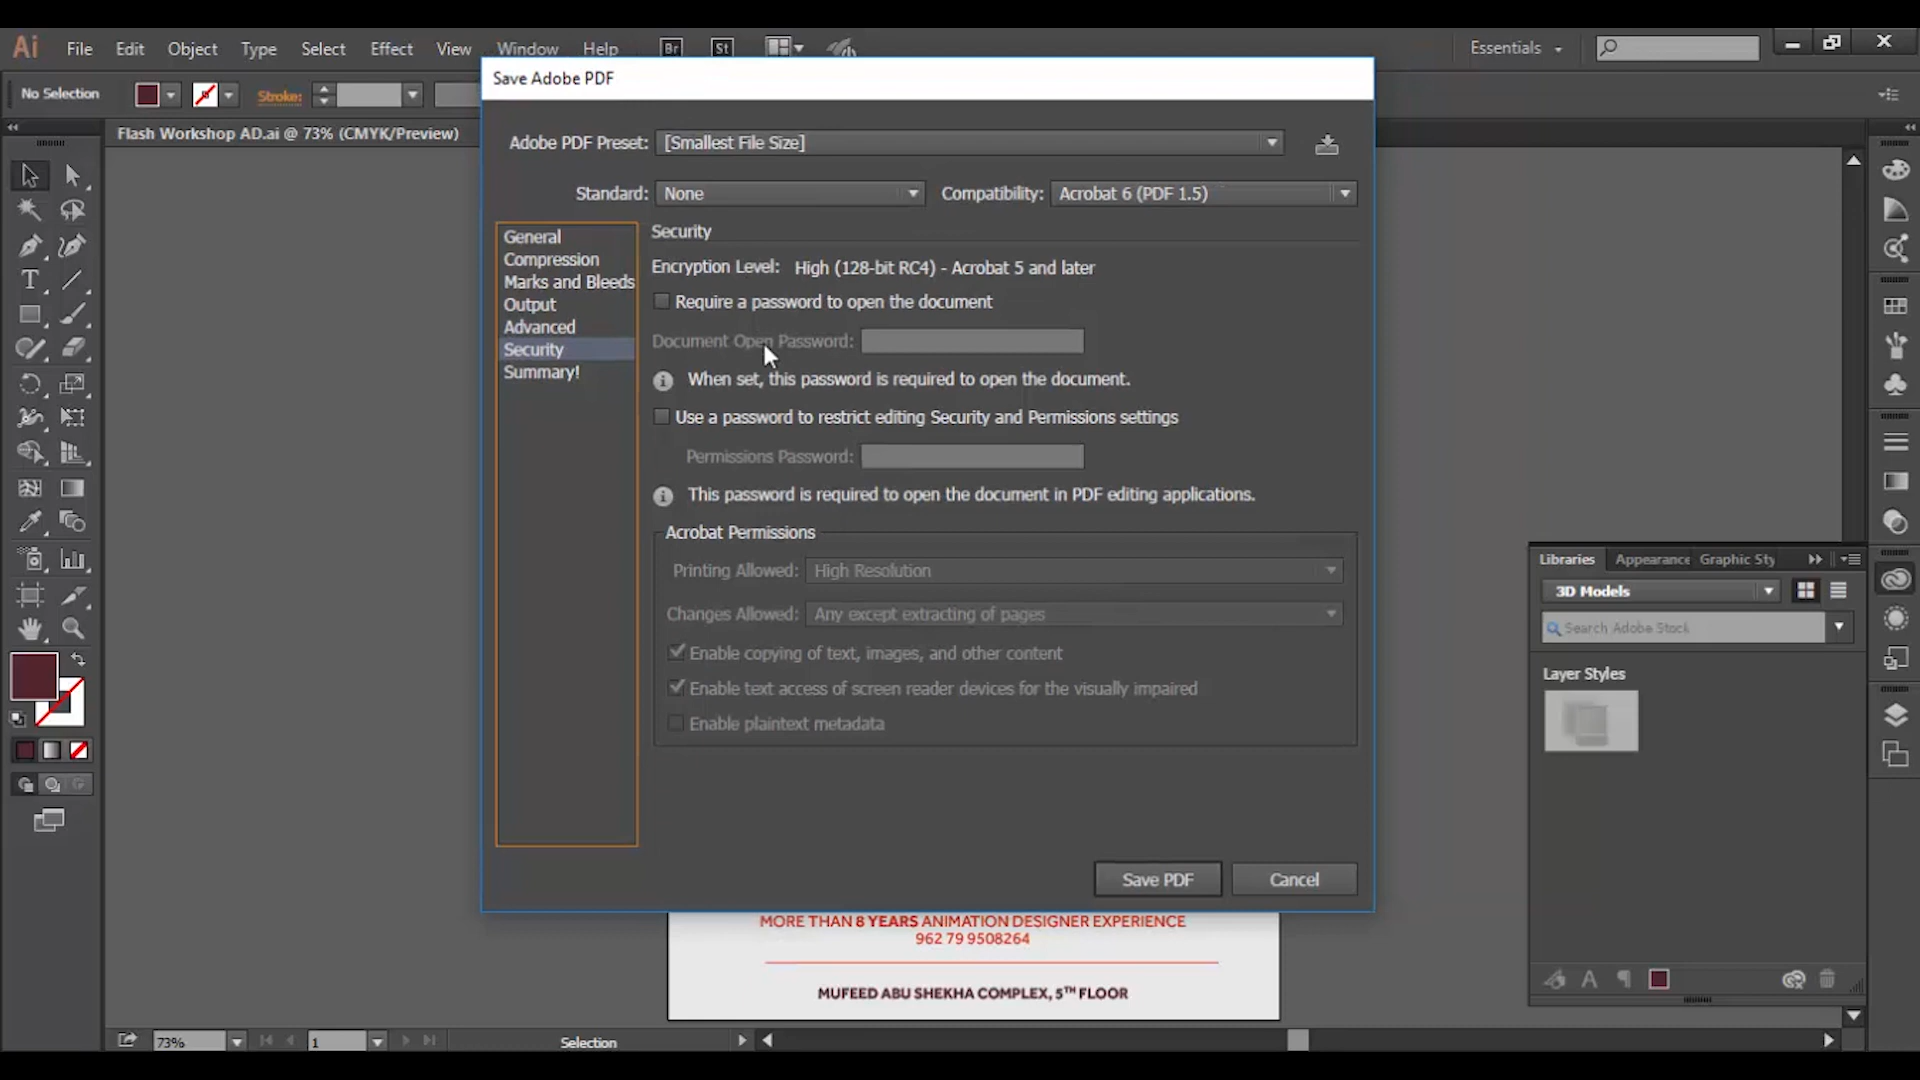 Ai File Edit Object Type Select Effect View Window Help Br St Essentials
No Selection Stroke:
Flash Workshop AD.ai @ 73% (CMYK/Preview)
Save Adobe PDF
Adobe PDF Preset: [Smallest File Size]
Standard: None Compatibility: Acrobat 6 (PDF 1.5)
General
Compression
Marks and Bleeds
Output
Advanced
Security
Summary!
Security
Encryption Level: High (128-bit RC4) - Acrobat 5 and later
Require a password to open the document
Document Open Password:
When set, this password is required to open the document.
Use a password to restrict editing Security and Permissions settings
Permissions Password:
This password is required to open the document in PDF editing applications.
Acrobat Permissions
Printing Allowed: High Resolution
Changes Allowed: Any except extracting of pages
Enable copying of text, images, and other content
Enable text access of screen reader devices for the visually impaired
Enable plaintext metadata
Save PDF Cancel
Libraries Appearance Graphic Sty
3D Models
Search Adobe Stock
Layer Styles
MORE THAN 8 YEARS ANIMATION DESIGNER EXPERIENCE
962 79 9508264
MUFEED ABU SHEKHA COMPLEX, 5TH FLOOR
73% 1 Selection